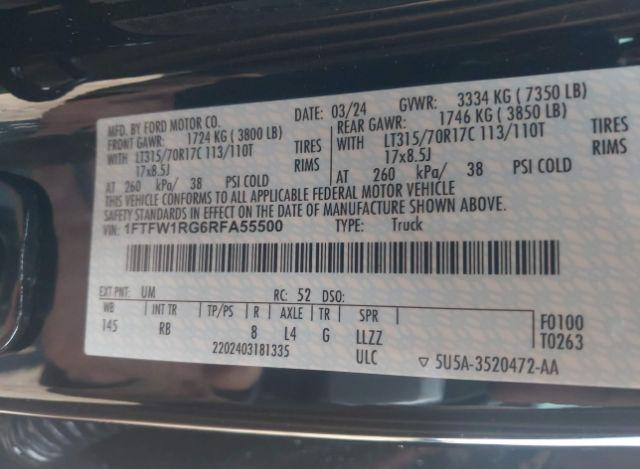 MFD. BY FORD MOTOR CO.
DATE: 03/24 GVWR: 3334 KG ( 7350 LB)
FRONT GAWR: 1724 KG ( 3800 LB)
REAR GAWR: 1746 KG ( 3850 LB)
WITH LT315/70R17C 113/110T TIRES
WITH LT315/70R17C 113/110T TIRES
17x8.5J RIMS
17x8.5J RIMS
AT 260 kPa/ 38 PSI COLD
AT 260 kPa/ 38 PSI COLD
THIS VEHICLE CONFORMS TO ALL APPLICABLE FEDERAL MOTOR VEHICLE
SAFETY STANDARDS IN EFFECT ON THE DATE OF MANUFACTURE SHOWN ABOVE.
VIN: 1FTFW1RG6RFA55500 TYPE: Truck
EXT PNT: UM RC: 52 DSO:
WB INT TR TP/PS R AXLE TR SPR F0100
145 RB 8 L4 G LLZZ T0263
2202403181335 ULC ▽ 5U5A-3520472-AA